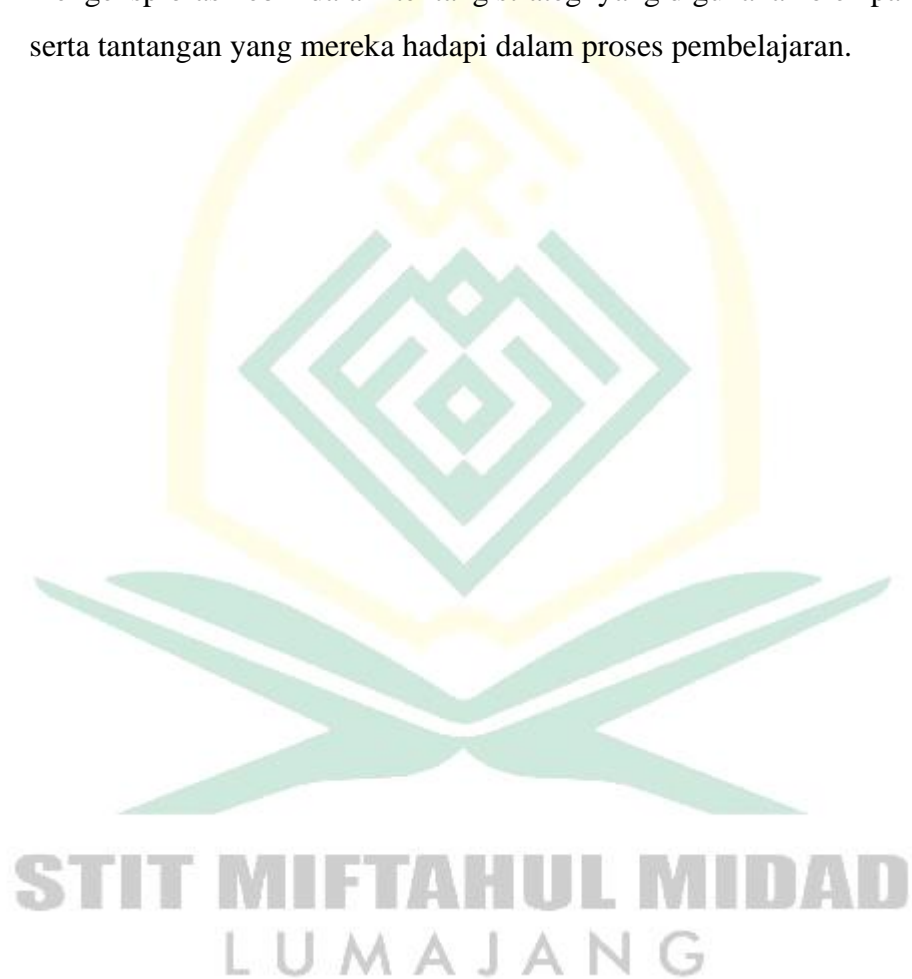 serta tantangan yang mereka hadapi dalam proses pembelajaran.
STIT MIFTAHUL MIDAD
LUMAJANG